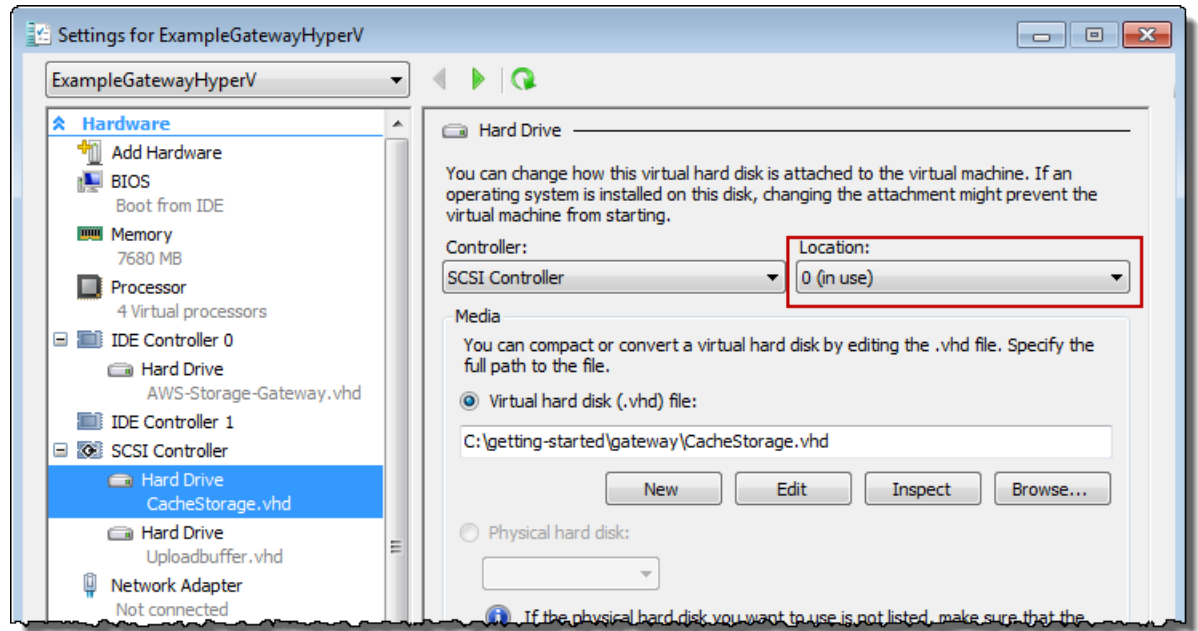 Settings for ExampleGatewayHyperV
ExampleGatewayHyperV
Hardware
Add Hardware
BIOS
Boot from IDE
Memory
7680 MB
Processor
4 Virtual processors
IDE Controller 0
Hard Drive
AWS-Storage-Gateway.vhd
IDE Controller 1
SCSI Controller
Hard Drive
CacheStorage.vhd
Hard Drive
Uploadbuffer.vhd
Network Adapter
Not connected
Hard Drive
You can change how this virtual hard disk is attached to the virtual machine. If an
operating system is installed on this disk, changing the attachment might prevent the
virtual machine from starting.
Controller:
Location:
SCSI Controller
0 (in use)
Media
You can compact or convert a virtual hard disk by editing the .vhd file. Specify the
full path to the file.
Virtual hard disk (.vhd) file:
C:\getting-started\gateway\CacheStorage.vhd
New
Edit
Inspect
Browse...
Physical hard disk:
If the physical hard disk you want to use is not listed, make sure that the